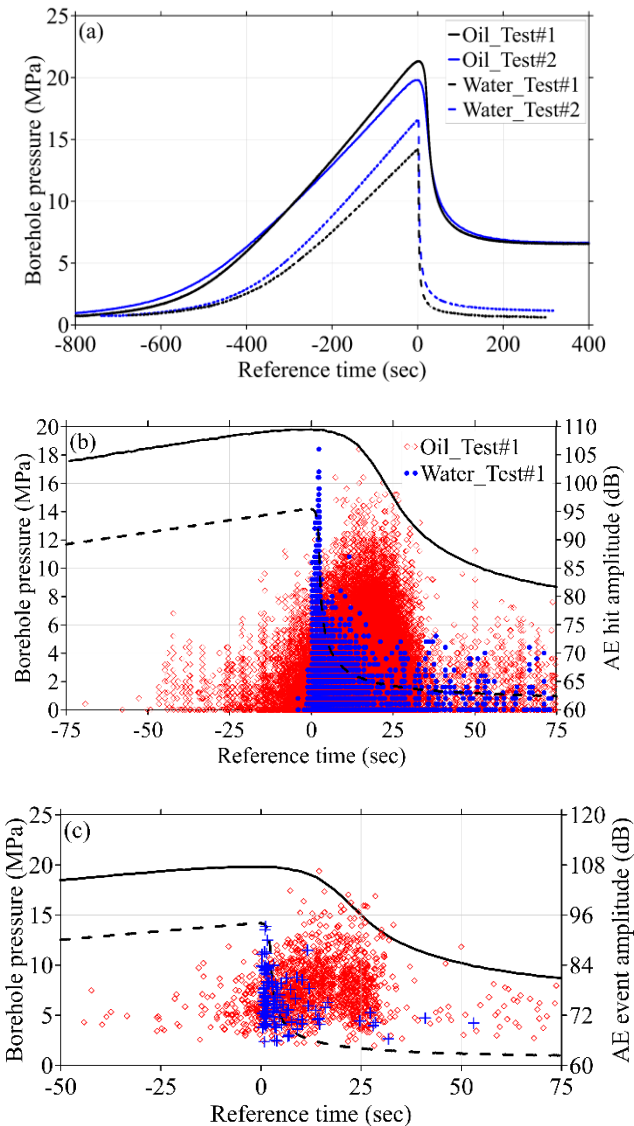 (a)
Oil_Test#1
Oil_Test#2
Water_Test#1
Water_Test#2
Borehole pressure (MPa)
25
20
15
10
5
0
-800 -600 -400 -200 0 200 400
Reference time (sec)
(b)
Oil_Test#1
Water_Test#1
Borehole pressure (MPa)
20
18
16
14
12
10
8
6
4
2
0
110
105
100
95
90
85
80
75
70
65
60
AE hit amplitude (dB)
-75 -50 -25 0 25 50 75
Reference time (sec)
(c)
Borehole pressure (MPa)
25
20
15
10
5
0
120
108
96
84
72
60
AE event amplitude (dB)
-50 -25 0 25 50 75
Reference time (sec)